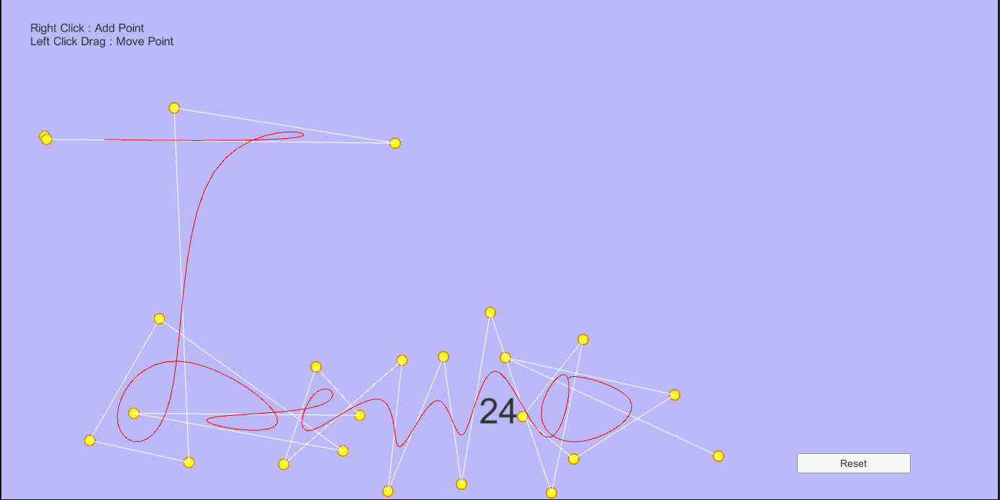 Right Click : Add Point
Left Click Drag : Move Point
24
Reset